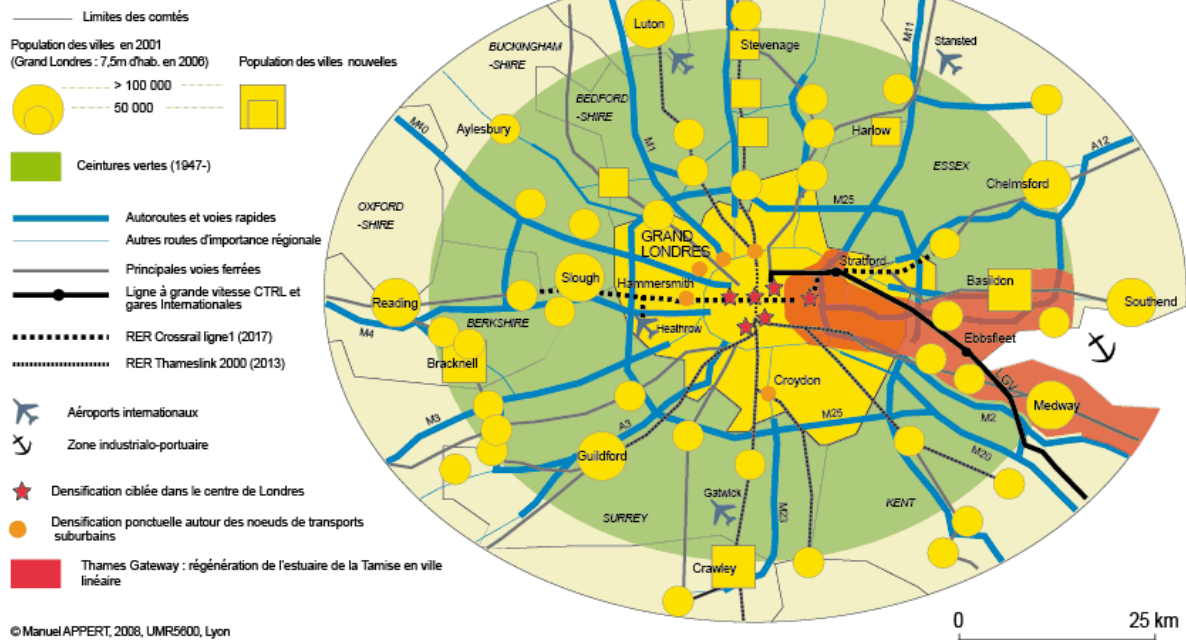 Limites des comtés
Population des villes en 2001
(Grand Londres : 7,5m d'hab. en 2006)
> 100 000
50 000
Population des villes nouvelles
Ceintures vertes (1947-)
Autoroutes et voies rapides
Autres routes d'importance régionale
Principales voies ferrées
Ligne à grande vitesse CTRL et
gares Internationales
RER Crossrail ligne1 (2017)
RER Thameslink 2000 (2013)
Aéroports internationaux
Zone industrialo-portuaire
Densification ciblée dans le centre de Londres
Densification ponctuelle autour des noeuds de transports
suburbains
Thames Gateway : régénération de l'estuaire de la Tamise en ville
linéaire
© Manuel APPERT, 2008, UMR5600, Lyon
Luton
BUCKINGHAM
-SHIRE
Stevenage
M11
Stansted
BEDFORD
-SHIRE
M40
Aylesbury
M1
Harlow
A12
ESSEX
Chelmsford
OXFORD
-SHIRE
M25
GRAND
LONDRES
Stratford
Slough
Hammersmith
Basildon
Reading
Southend
M4
BERKSHIRE
Heathrow
Ebbsfleet
Bracknell
Croydon
LGV
Medway
M3
A3
M25
M2
Guildford
M20
Gatwick
M23
SURREY
KENT
Crawley
0
25 km